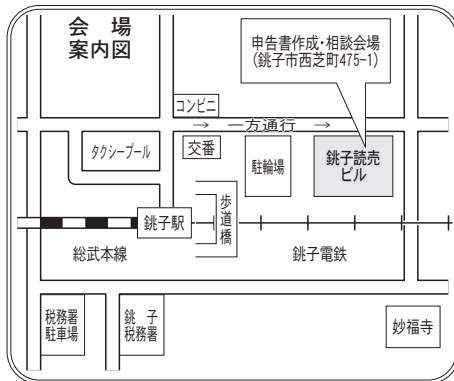 会場
案内図
申告書作成・相談会場
(銚子市西芝町475-1)
コンビニ
→ 一方通行 →
タクシープール
交番
駐輪場
銚子読売
ビル
銚子駅
歩道橋
総武本線
銚子電鉄
税務署
駐車場
銚子
税務署
妙福寺